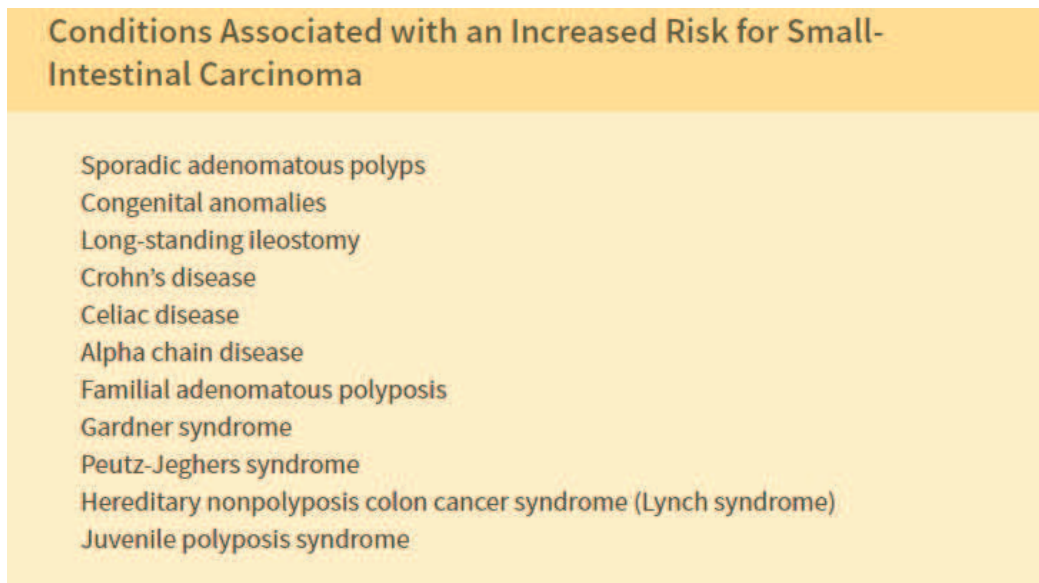 Conditions Associated with an Increased Risk for Small-
Intestinal Carcinoma
Sporadic adenomatous polyps
Congenital anomalies
Long-standing ileostomy
Crohn’s disease
Celiac disease
Alpha chain disease
Familial adenomatous polyposis
Gardner syndrome
Peutz-Jeghers syndrome
Hereditary nonpolyposis colon cancer syndrome (Lynch syndrome)
Juvenile polyposis syndrome